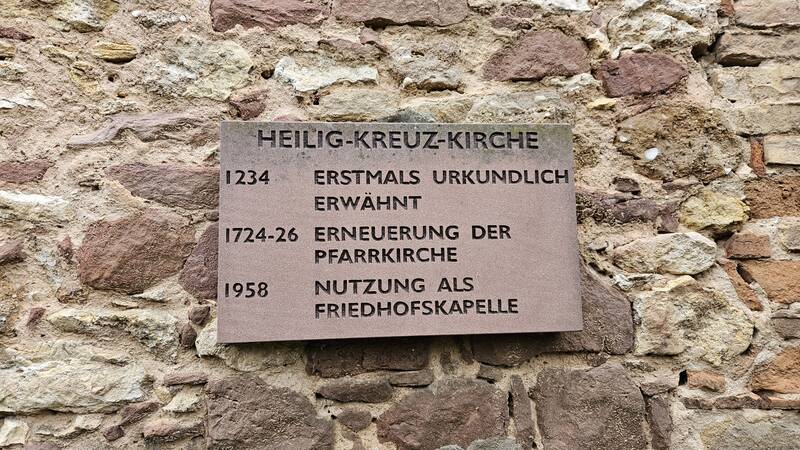 HEILIG-KREUZ-KIRCHE
1234 ERSTMALS URKUNDLICH
ERWÄHNT
1724-26 ERNEUERUNG DER
PFARRKIRCHE
1958 NUTZUNG ALS
FRIEDHOFSKAPELLE